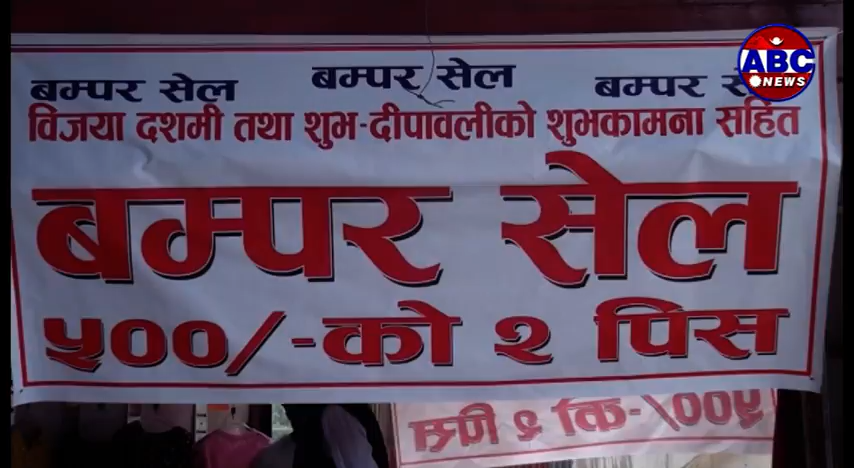 ABC
NEWS
बम्पर सेल बम्पर सेल बम्पर
विजया दशमी तथा शुभ-दीपावलीको शुभकामना सहित
बम्पर सेल
५००/-को २ पिस